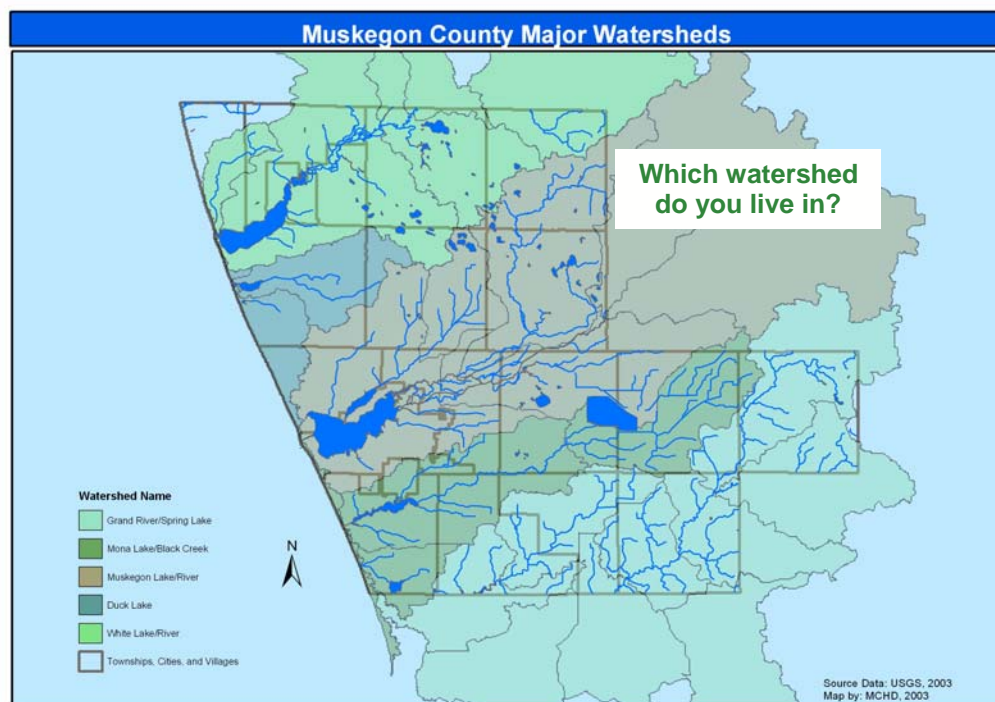 Muskegon County Major Watersheds
Which watershed
do you live in?
Watershed Name
Grand River/Spring Lake
Mona Lake/Black Creek
Muskegon Lake/River
Duck Lake
White Lake/River
Townships, Cities, and Villages
N
Source Data: USGS, 2003
Map by: MCHD, 2003